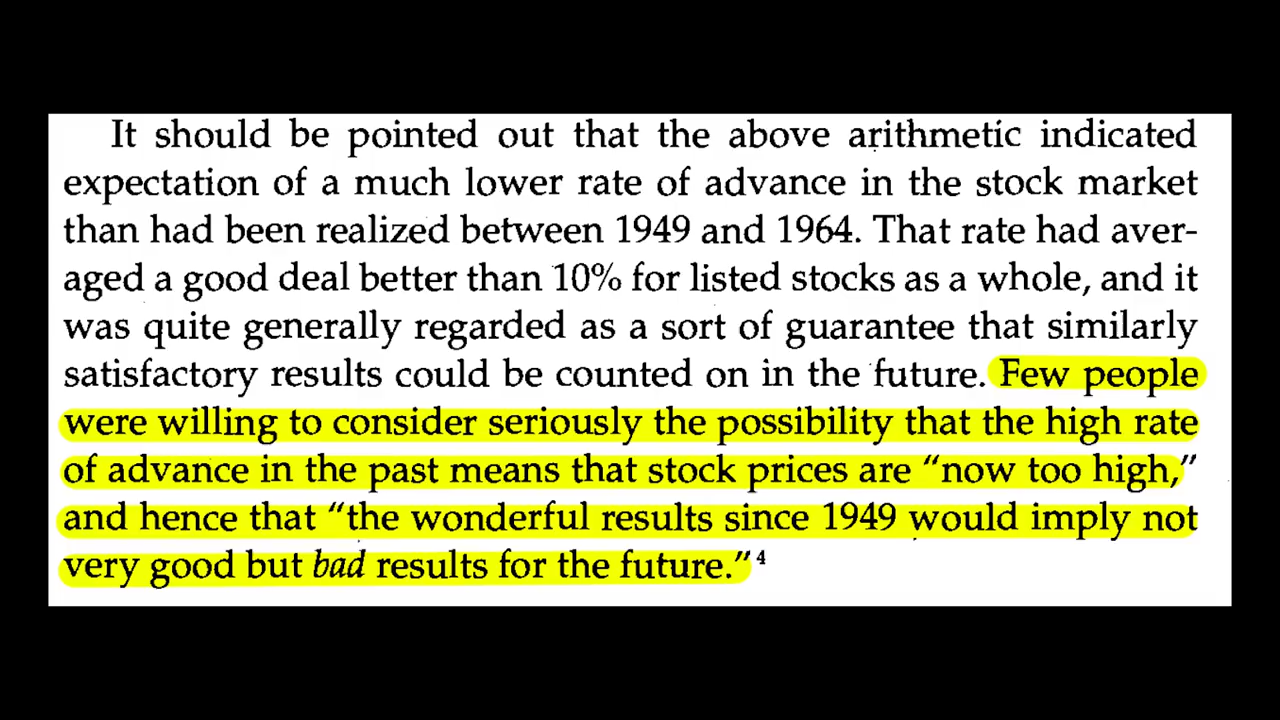 It should be pointed out that the above arithmetic indicated
expectation of a much lower rate of advance in the stock market
than had been realized between 1949 and 1964. That rate had aver-
aged a good deal better than 10% for listed stocks as a whole, and it
was quite generally regarded as a sort of guarantee that similarly
satisfactory results could be counted on in the future. Few people
were willing to consider seriously the possibility that the high rate
of advance in the past means that stock prices are “now too high,”
and hence that “the wonderful results since 1949 would imply not
very good but bad results for the future.”4